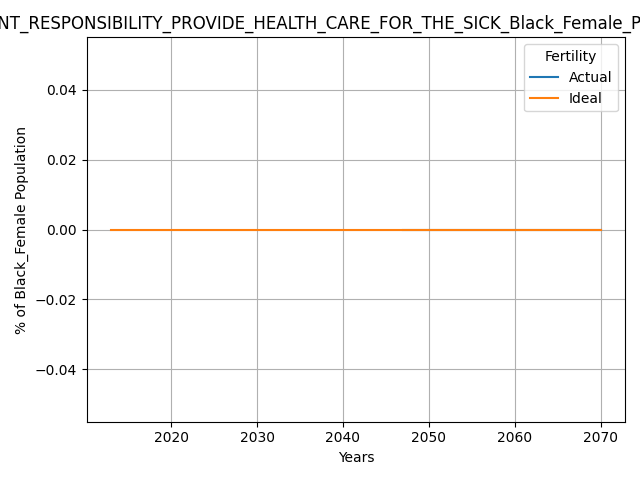 NT_RESPONSIBILITY_PROVIDE_HEALTH_CARE_FOR_THE_SICK_Black_Female_P
Fertility
Actual
Ideal
% of Black_Female Population
0.04
0.02
0.00
−0.02
−0.04
2020 2030 2040 2050 2060 2070
Years